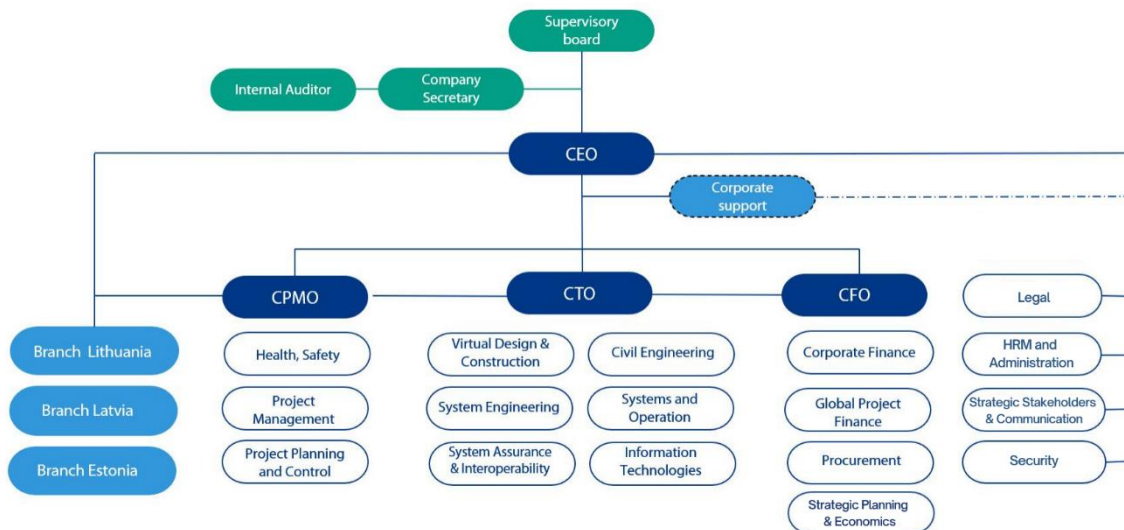 Supervisory
board
Internal Auditor
Company
Secretary
CEO
Corporate
support
CPMO
CTO
CFO
Legal
Branch Lithuania
Health, Safety
Virtual Design &
Construction
Civil Engineering
Corporate Finance
HRM and
Administration
Branch Latvia
Project
Management
System Engineering
Systems and
Operation
Global Project
Finance
Strategic Stakeholders
& Communication
Branch Estonia
Project Planning
and Control
System Assurance
& Interoperability
Information
Technologies
Procurement
Security
Strategic Planning
& Economics